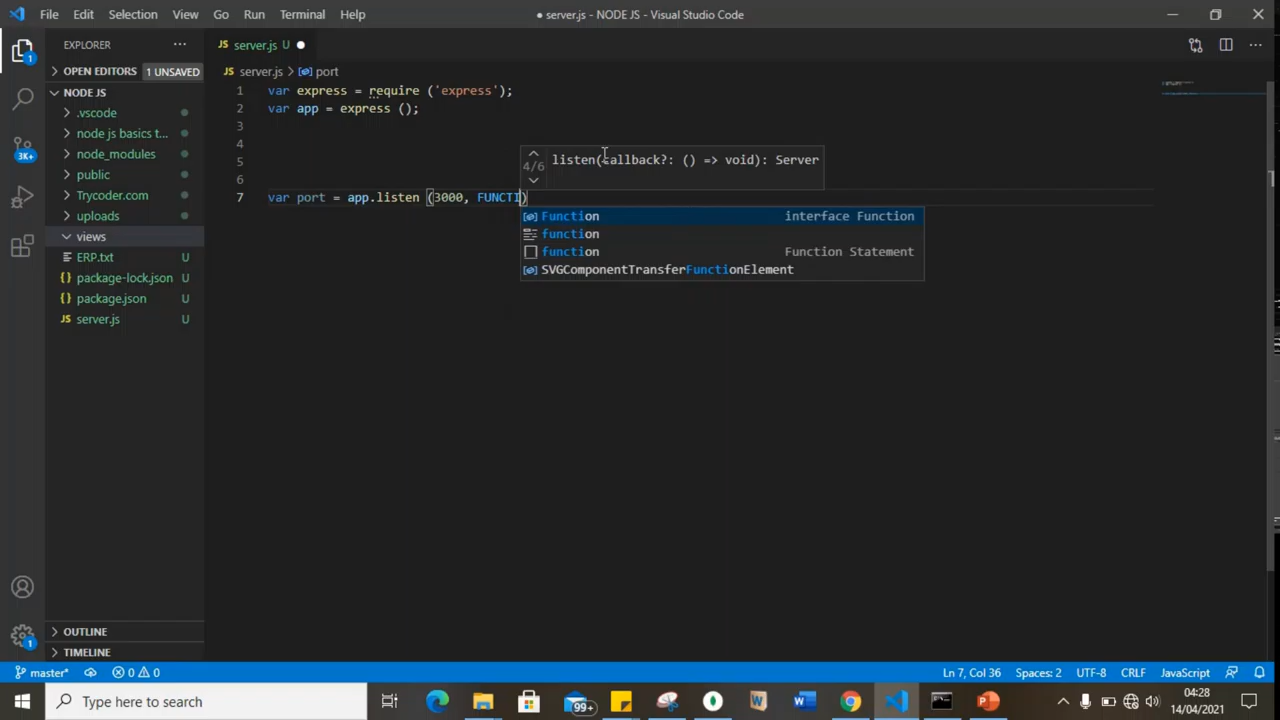 File Edit Selection View Go Run Terminal Help
● server.js - NODE JS - Visual Studio Code
EXPLORER
JS server.js U ●
1
OPEN EDITORS 1 UNSAVED
JS server.js > port
NODE JS
.vscode
node js basics t...
node_modules
public
Trycoder.com
uploads
views
ERP.txt U
{} package-lock.json U
{} package.json U
JS server.js U
3K+
1 var express = require ('express');
2 var app = express ();
3
4
5
6
7 var port = app.listen (3000, FUNCTI)
4/6 listen(callback?: () => void): Server
Function interface Function
function
function Function Statement
SVGComponentTransferFunctionElement
1
OUTLINE
TIMELINE
master* 0 0
Ln 7, Col 36 Spaces: 2 UTF-8 CRLF JavaScript
Type here to search
99+
W
04:28
14/04/2021